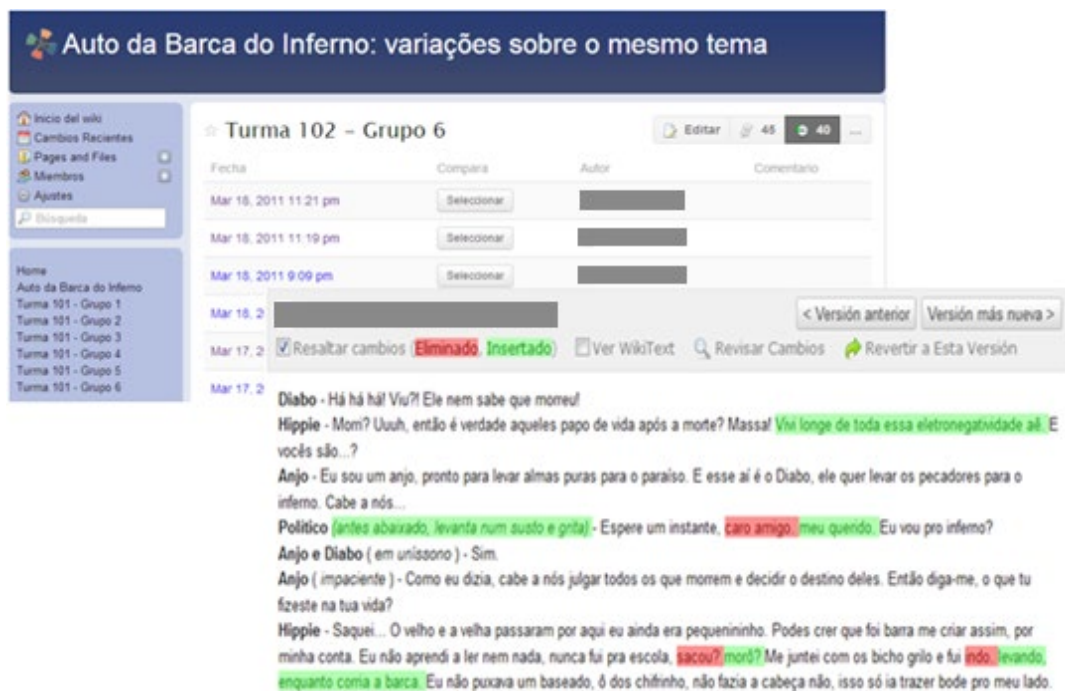 Auto da Barca do Inferno: variações sobre o mesmo tema
Inicio del wiki
Cambios Recientes
Pages and Files
Miembros
Ajustes
Búsqueda
Home
Auto da Barca do Inferno
Turma 101 - Grupo 1
Turma 101 - Grupo 2
Turma 101 - Grupo 3
Turma 101 - Grupo 4
Turma 101 - Grupo 5
Turma 101 - Grupo 6
Turma 102 - Grupo 6
Editar 45 40 ...
Fecha Compara Autor Comentario
Mar 18, 2011 11:21 pm Seleccionar
Mar 18, 2011 11:19 pm Seleccionar
Mar 18, 2011 9:09 pm Seleccionar
Mar 18, 2
Mar 17, 2
Mar 17, 2
< Versión anterior Versión más nueva >
Resaltar cambios (Eliminado, Insertado) Ver WikiText Revisar Cambios Revertir a Esta Versión
Diabo - Há há há! Viu?! Ele nem sabe que morreu!
Hippie - Morri? Uuuh, então é verdade aqueles papo de vida após a morte? Massa! Vivi longe de toda essa eletronegatividade aê. E
vocês são...?
Anjo - Eu sou um anjo, pronto para levar almas puras para o paraíso. E esse aí é o Diabo, ele quer levar os pecadores para o
inferno. Cabe a nós...
Político (antes abaixado, levanta num susto e grita) - Espere um instante, caro amigo. meu querido. Eu vou pro inferno?
Anjo e Diabo ( em uníssono ) - Sim.
Anjo ( impaciente ) - Como eu dizia, cabe a nós julgar todos os que morrem e decidir o destino deles. Então diga-me, o que tu
fizeste na tua vida?
Hippie - Saquei... O velho e a velha passaram por aqui eu ainda era pequenininho. Podes crer que foi barra me criar assim, por
minha conta. Eu não aprendi a ler nem nada, nunca fui pra escola, sacou? morô? Me juntei com os bicho grilo e fui indo. levando,
enquanto corria a barca. Eu não puxava um baseado, ô dos chifrinho, não fazia a cabeça não, isso só ia trazer bode pro meu lado.